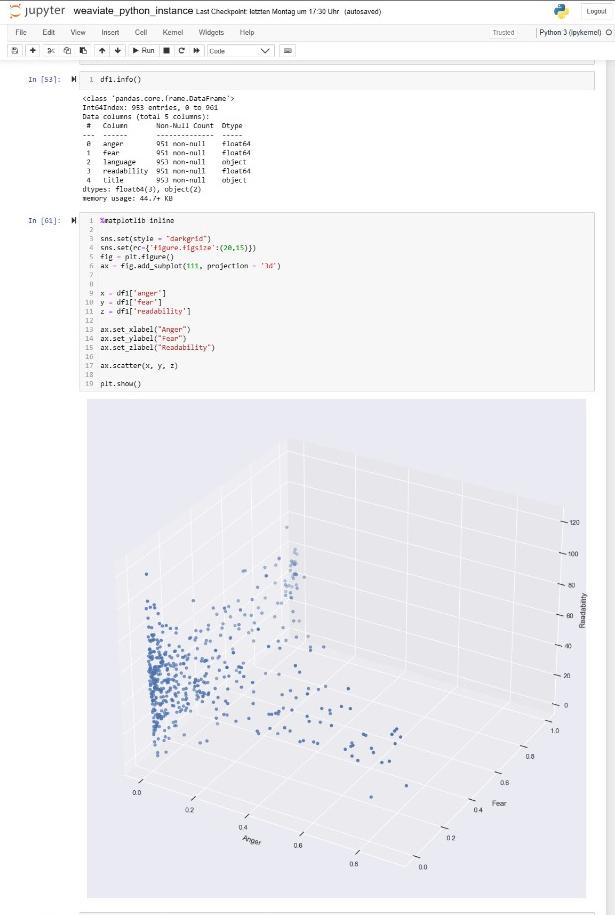 jupyter weaviate_python_instance Last Checkpoint: letzten Montag um 17:30 Uhr (autosaved)
Logout
File Edit View Insert Cell Kernel Widgets Help
Trusted Python 3 (ipykernel)
Run Code
In [53]:
1 df1.info()
<class 'pandas.core.frame.DataFrame'>
Int64Index: 953 entries, 0 to 961
Data columns (total 5 columns):
# Column Non-Null Count Dtype
--- ------ -------------- -----
0 anger 951 non-null float64
1 fear 951 non-null float64
2 language 953 non-null object
3 readability 951 non-null float64
4 title 953 non-null object
dtypes: float64(3), object(2)
memory usage: 44.7+ KB
In [61]:
1 %matplotlib inline
2
3 sns.set(style = "darkgrid")
4 sns.set(rc={'figure.figsize':(20,15)})
5 fig = plt.figure()
6 ax = fig.add_subplot(111, projection = '3d')
7
8
9 x = df1['anger']
10 y = df1['fear']
11 z = df1['readability']
12
13 ax.set_xlabel("Anger")
14 ax.set_ylabel("Fear")
15 ax.set_zlabel("Readability")
16
17 ax.scatter(x, y, z)
18
19 plt.show()
120
100
80
60
40
20
0
Readability
1.0
0.8
0.6
0.4
0.2
0.0
Fear
0.0
0.2
0.4
0.6
0.8
Anger